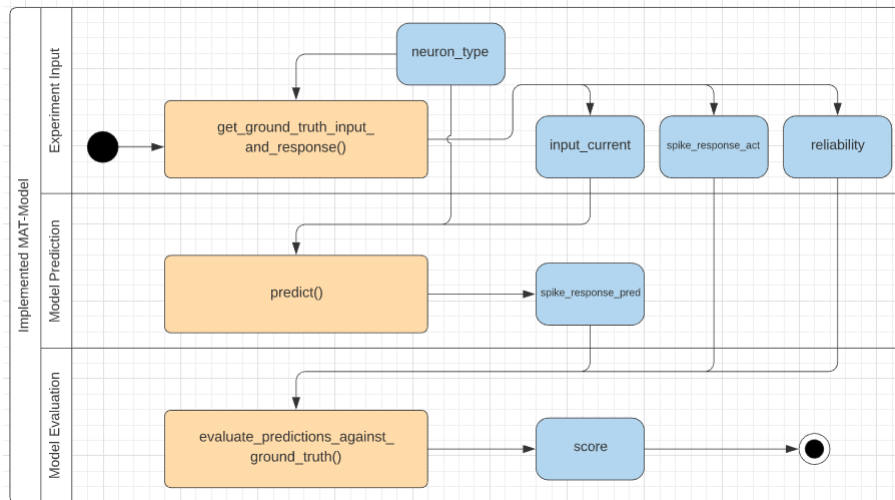 Implemented MAT-Model
Experiment Input
neuron_type
get_ground_truth_input_
and_response()
input_current
spike_response_act
reliability
Model Prediction
predict()
spike_response_pred
Model Evaluation
evaluate_predictions_against_
ground_truth()
score